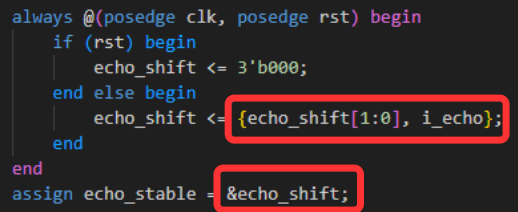 always @(posedge clk, posedge rst) begin
if (rst) begin
echo_shift <= 3'b000;
end else begin
echo_shift <= {echo_shift[1:0], i_echo};
end
end
assign echo_stable = &echo_shift;